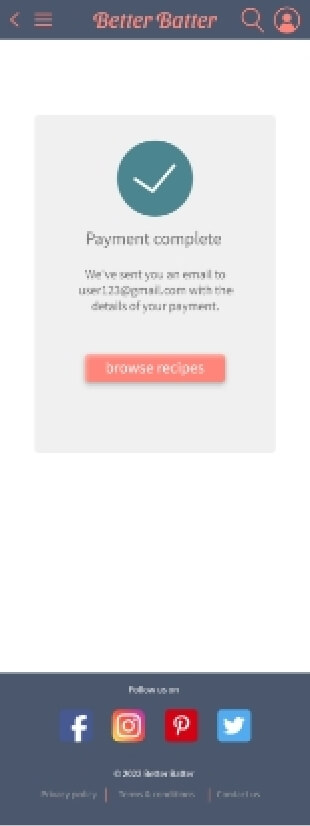 Better Batter
Payment complete
We've sent you an email to
user123@gmail.com with the
details of your payment.
browse recipes
Follow us on
© 2022 Better Batter
Privacy policy | Terms & conditions | Contact us